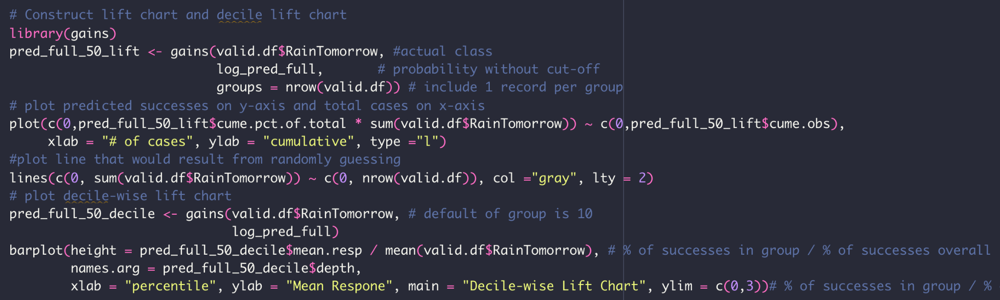 # Construct lift chart and decile lift chart
library(gains)
pred_full_50_lift <- gains(valid.df$RainTomorrow, #actual class
                           log_pred_full,       # probability without cut-off
                           groups = nrow(valid.df)) # include 1 record per group
# plot predicted successes on y-axis and total cases on x-axis
plot(c(0,pred_full_50_lift$cume.pct.of.total * sum(valid.df$RainTomorrow)) ~ c(0,pred_full_50_lift$cume.obs),
     xlab = "# of cases", ylab = "cumulative", type ="l")
#plot line that would result from randomly guessing
lines(c(0, sum(valid.df$RainTomorrow)) ~ c(0, nrow(valid.df)), col ="gray", lty = 2)
# plot decile-wise lift chart
pred_full_50_decile <- gains(valid.df$RainTomorrow, # default of group is 10
                             log_pred_full)
barplot(height = pred_full_50_decile$mean.resp / mean(valid.df$RainTomorrow), # % of successes in group / % of successes overall
        names.arg = pred_full_50_decile$depth,
        xlab = "percentile", ylab = "Mean Respone", main = "Decile-wise Lift Chart", ylim = c(0,3))# % of successes in group / %